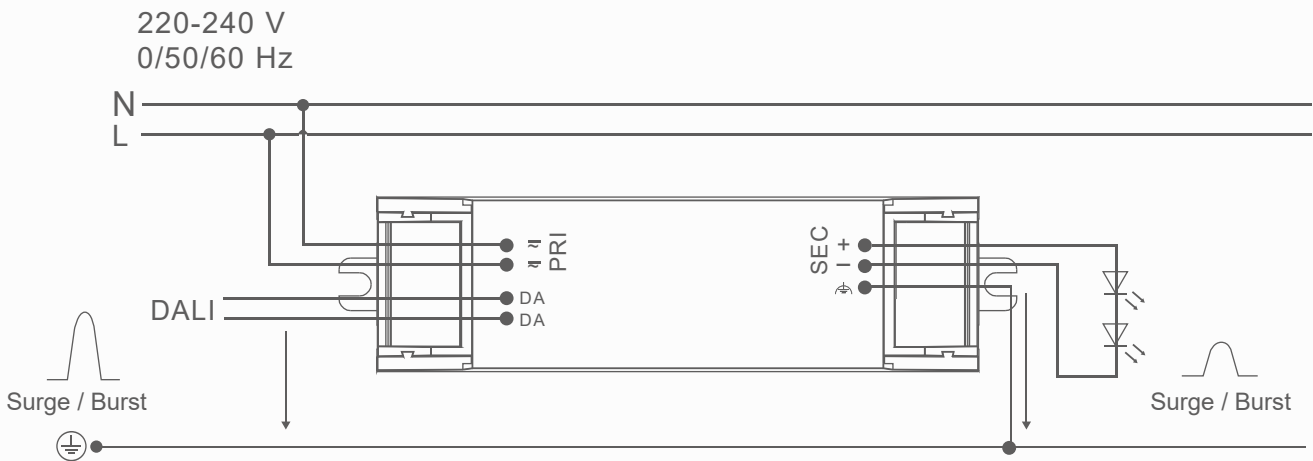 220-240 V
0/50/60 Hz
N
L
PRI
SEC
+
−
DALI
DA
DA
Surge / Burst
Surge / Burst